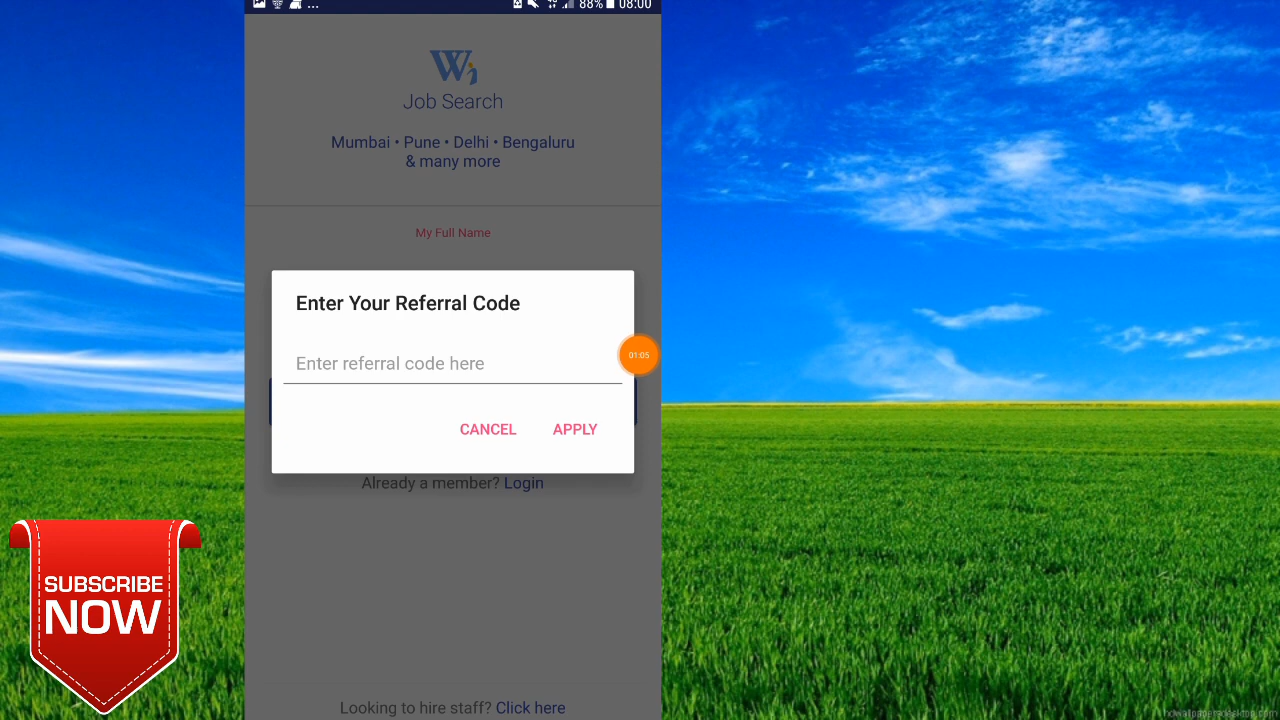 ... 88% 08:00
W
Job Search
Mumbai • Pune • Delhi • Bengaluru
& many more
My Full Name
Enter Your Referral Code
Enter referral code here
01:05
CANCEL APPLY
Already a member? Login
SUBSCRIBE
NOW
Looking to hire staff? Click here